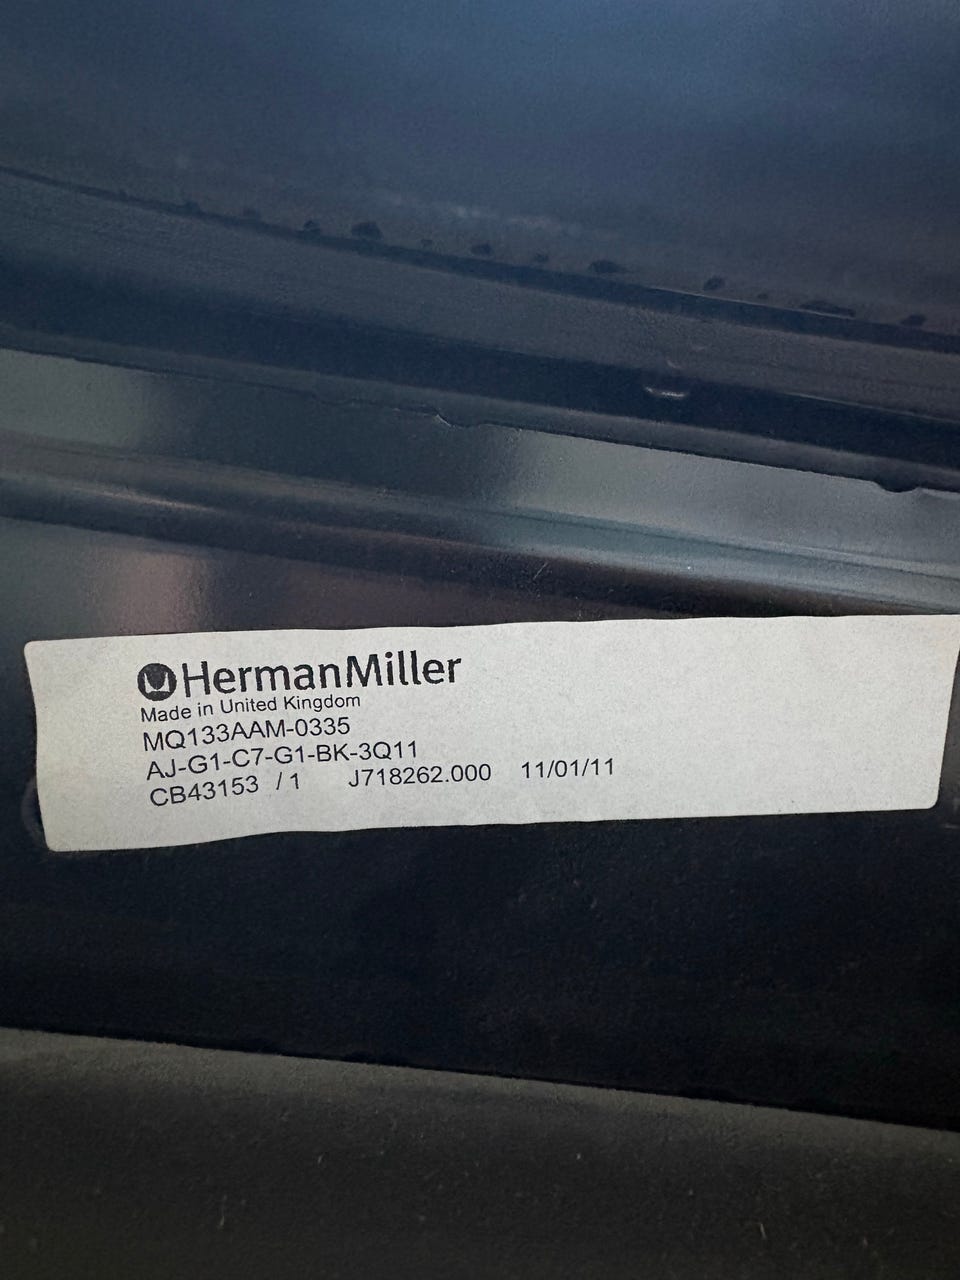 HermanMiller
Made in United Kingdom
MQ133AAM-0335
AJ-G1-C7-G1-BK-3Q11
CB43153 / 1 J718262.000 11/01/11